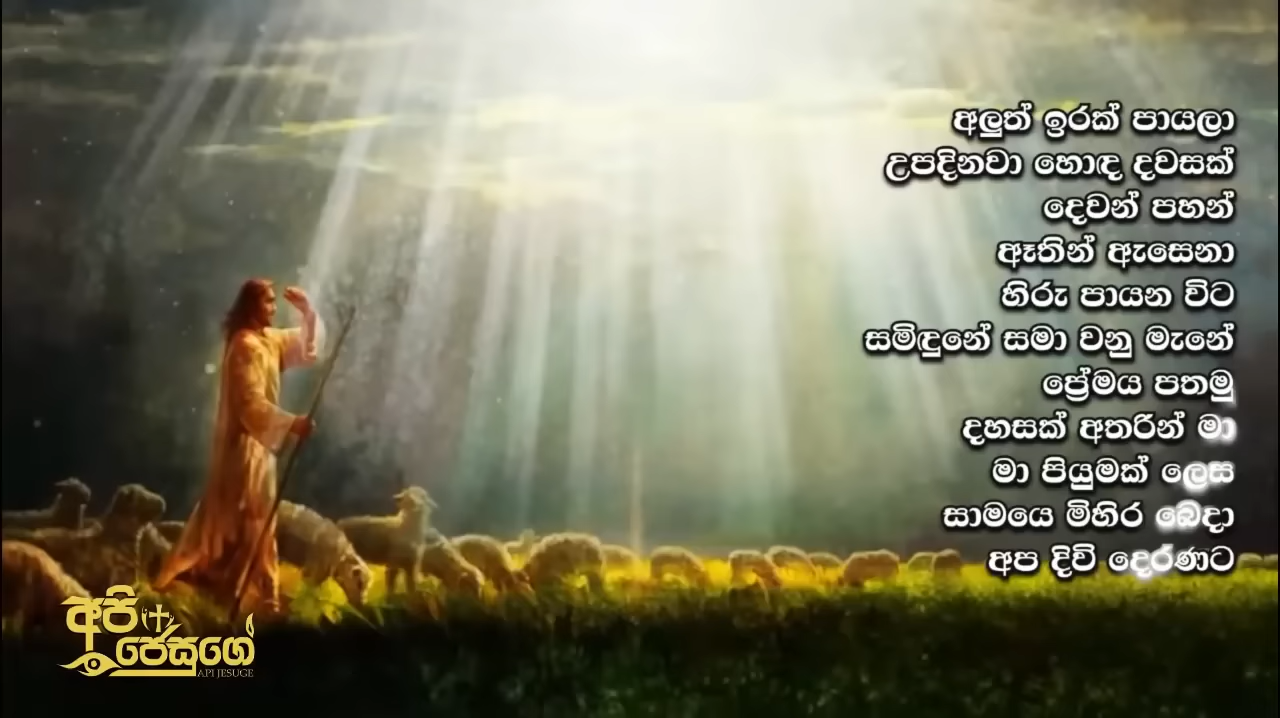 අලුත් ඉරක් පායලා
උපදිනවා හොඳ දවසක්
දෙවන් පහන්
ඈතින් ඇසෙනා
හිරු පායන විට
සමිඳුනේ සමා වනු මැනේ
ප්‍රේමය පතමු
දහසක් අතරින් මා
මා පියුමක් ලෙස
සාමයෙ මිහිර බෙදා
අප දිවි දෙරණට
අපි
ජෙසුගේ
API JESUGE